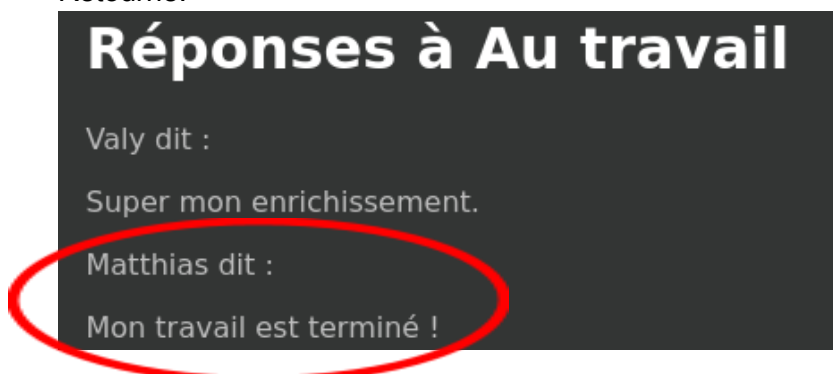 Réponses à Au travail
Valy dit :
Super mon enrichissement.
Matthias dit :
Mon travail est terminé !